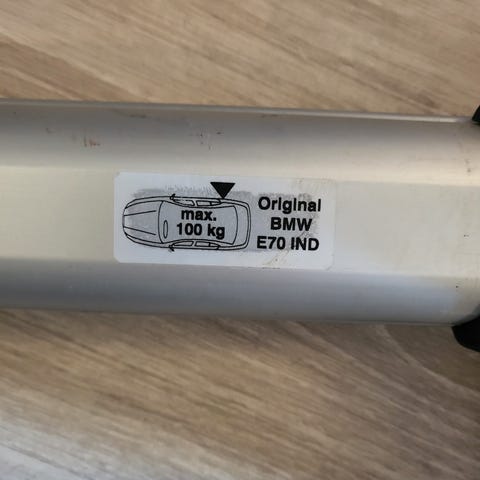 max.
100 kg
Original
BMW
E70 IND